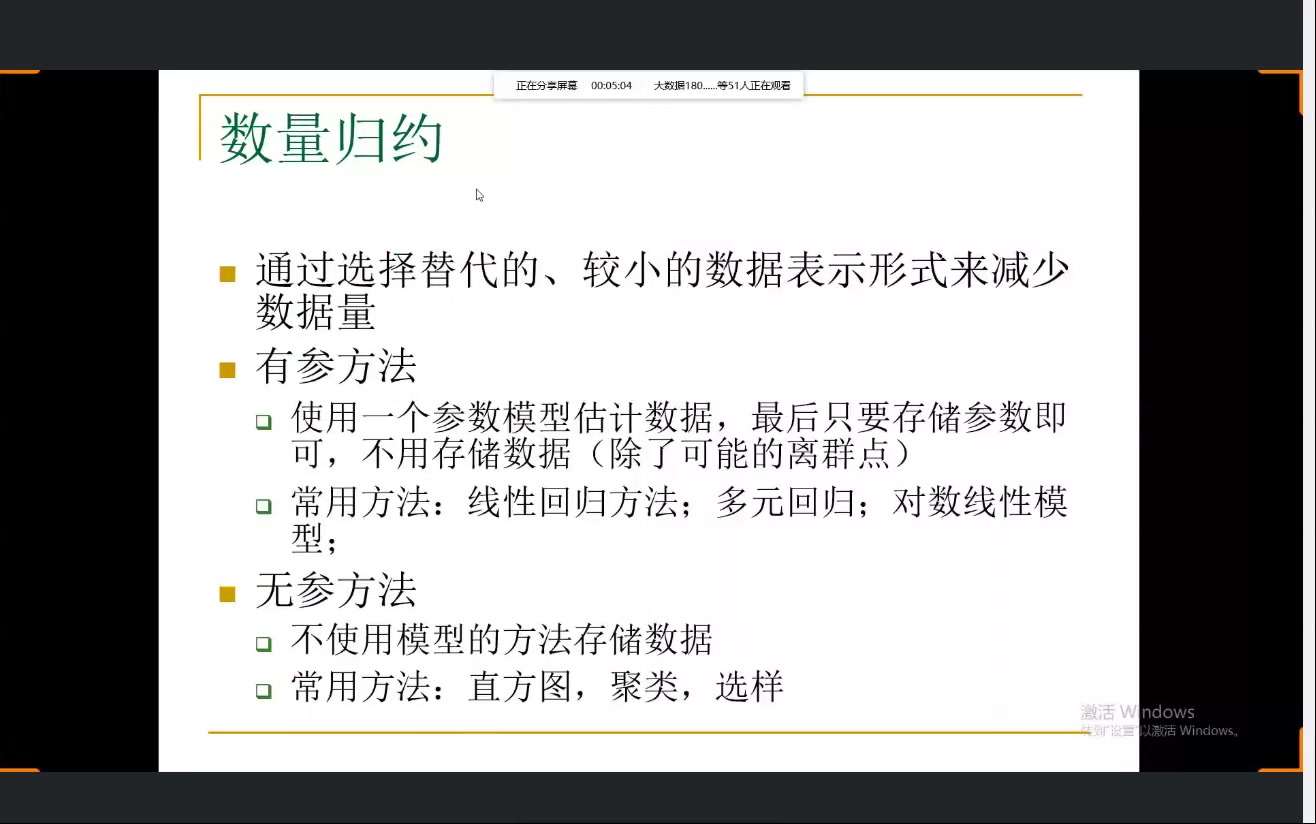 正在分享屏幕 00:05:04 大数据180......等51人正在观看
数量归约
通过选择替代的、较小的数据表示形式来减少
数据量
有参方法
使用一个参数模型估计数据，最后只要存储参数即
可，不用存储数据（除了可能的离群点）
常用方法：线性回归方法；多元回归；对数线性模
型；
无参方法
不使用模型的方法存储数据
常用方法：直方图，聚类，选样
激活 Windows
转到"设置"以激活 Windows。